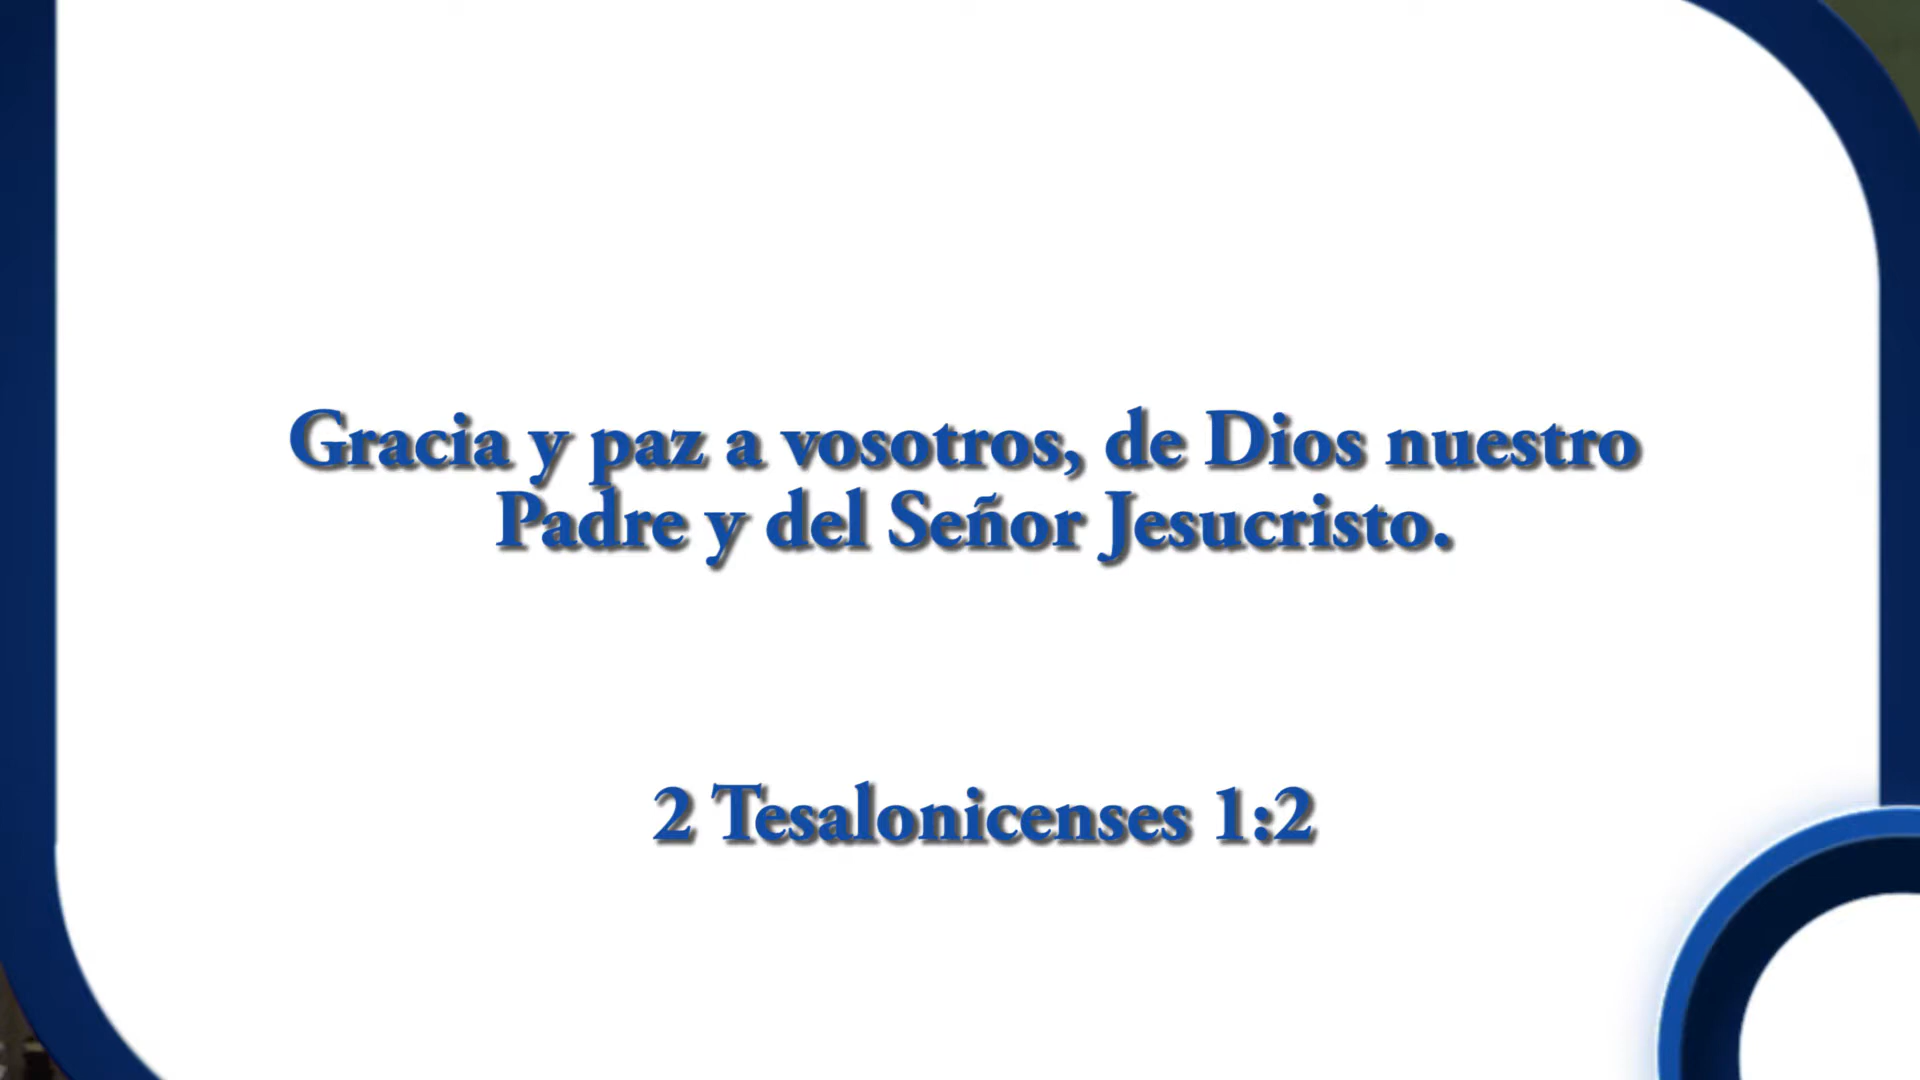 Gracia y paz a vosotros, de Dios nuestro
Padre y del Señor Jesucristo.
2 Tesalonicenses 1:2